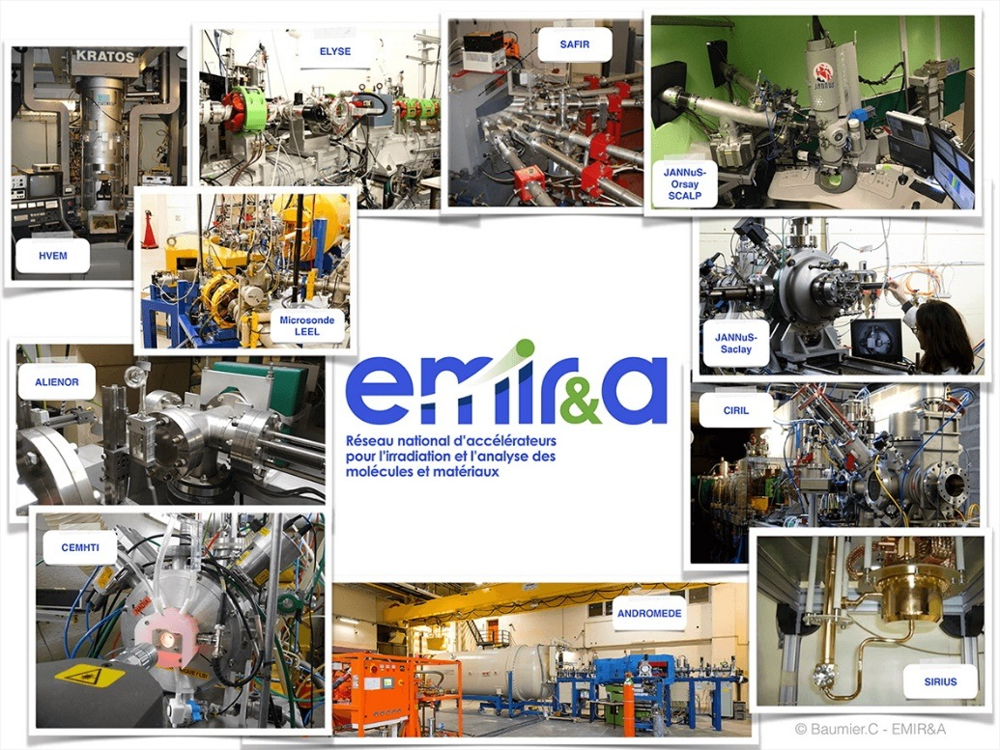 KRATOS
ELYSE
SAFIR
JANNUS
JANNuS-
Orsay
SCALP
HVEM
Microsonde
LEEL
JANNuS-
Saclay
ALIENOR
emir&a
Réseau national d'accélérateurs
pour l'irradiation et l'analyse des
molécules et matériaux
CIRIL
CEMHTI
ANDROMEDE
SIRIUS
© Baumier.C - EMIR&A